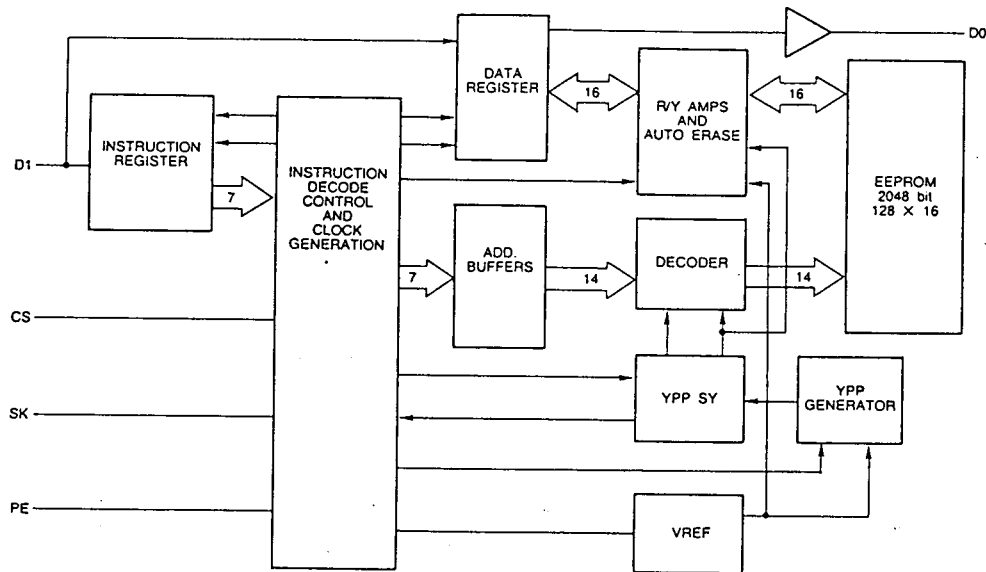 D0
DATA
REGISTER
16
R/Y AMPS
AND
AUTO ERASE
16
EEPROM
2048 bit
128 × 16
D1
INSTRUCTION
REGISTER
7
INSTRUCTION
DECODE
CONTROL
AND
CLOCK
GENERATION
7
ADD.
BUFFERS
14
DECODER
14
CS
YPP SY
YPP
GENERATOR
SK
PE
VREF